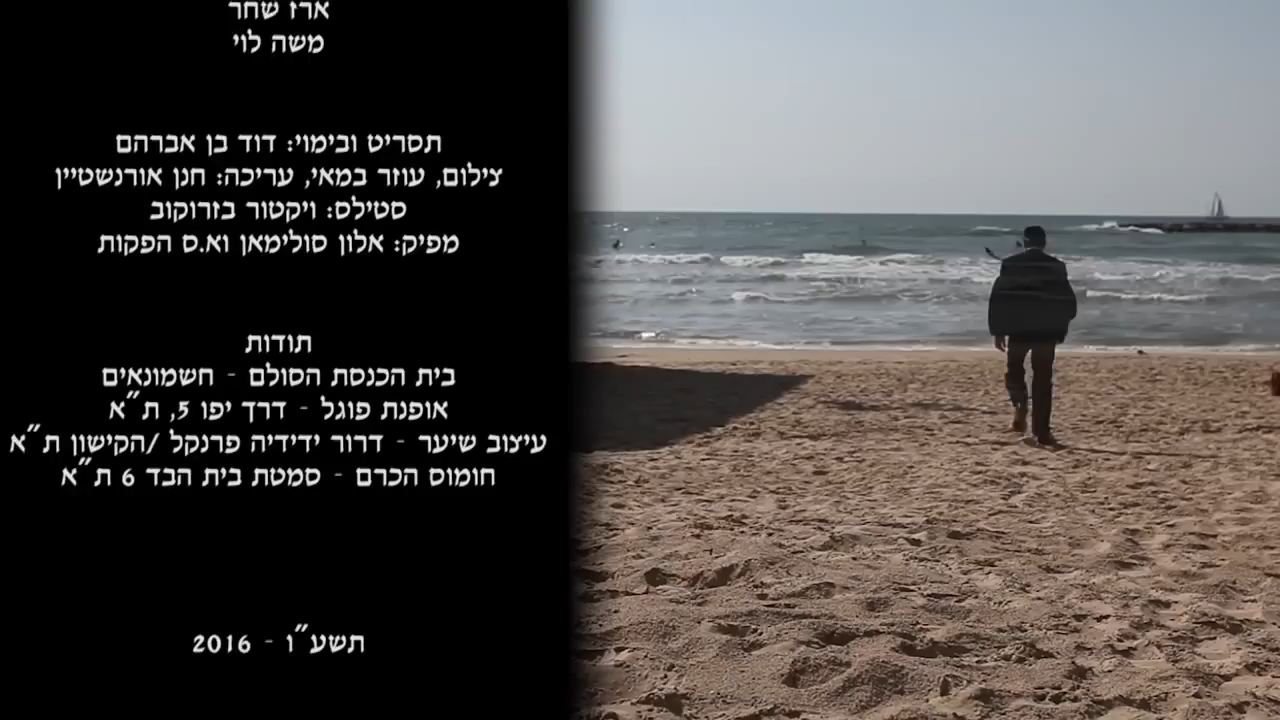 ארז שחר
משה לוי
תסריט ובימוי: דוד בן אברהם
צילום, עוזר במאי, עריכה: חנן אורנשטיין
סטילס: ויקטור בזרוקוב
מפיק: אלון סולימאן וא.ס הפקות
תודות
בית הכנסת הסולם - חשמונאים
אופנת פוגל - דרך יפו 5, ת"א
עיצוב שיער - דרור ידידיה פרנקל /הקישון ת"א
חומוס הכרם - סמטת בית הבד 6 ת"א
תשע"ו - 2016